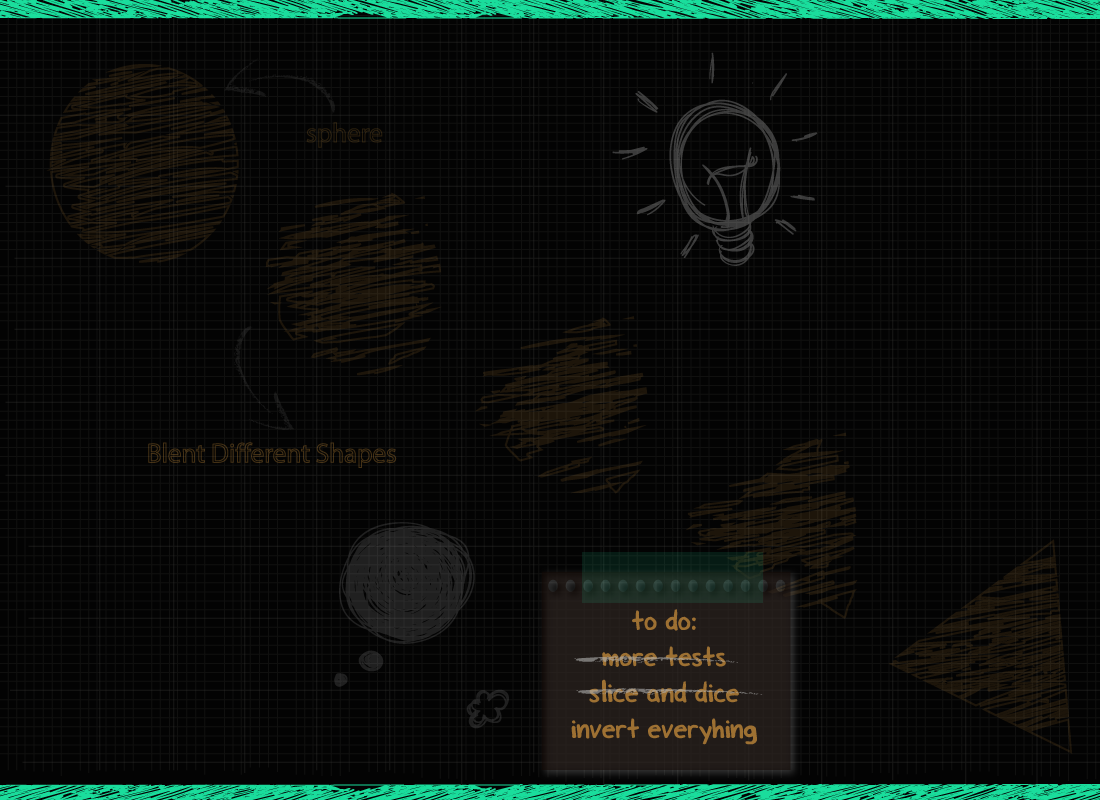 sphere
Blent Different Shapes
to do:
more tests
slice and dice
invert everyhing